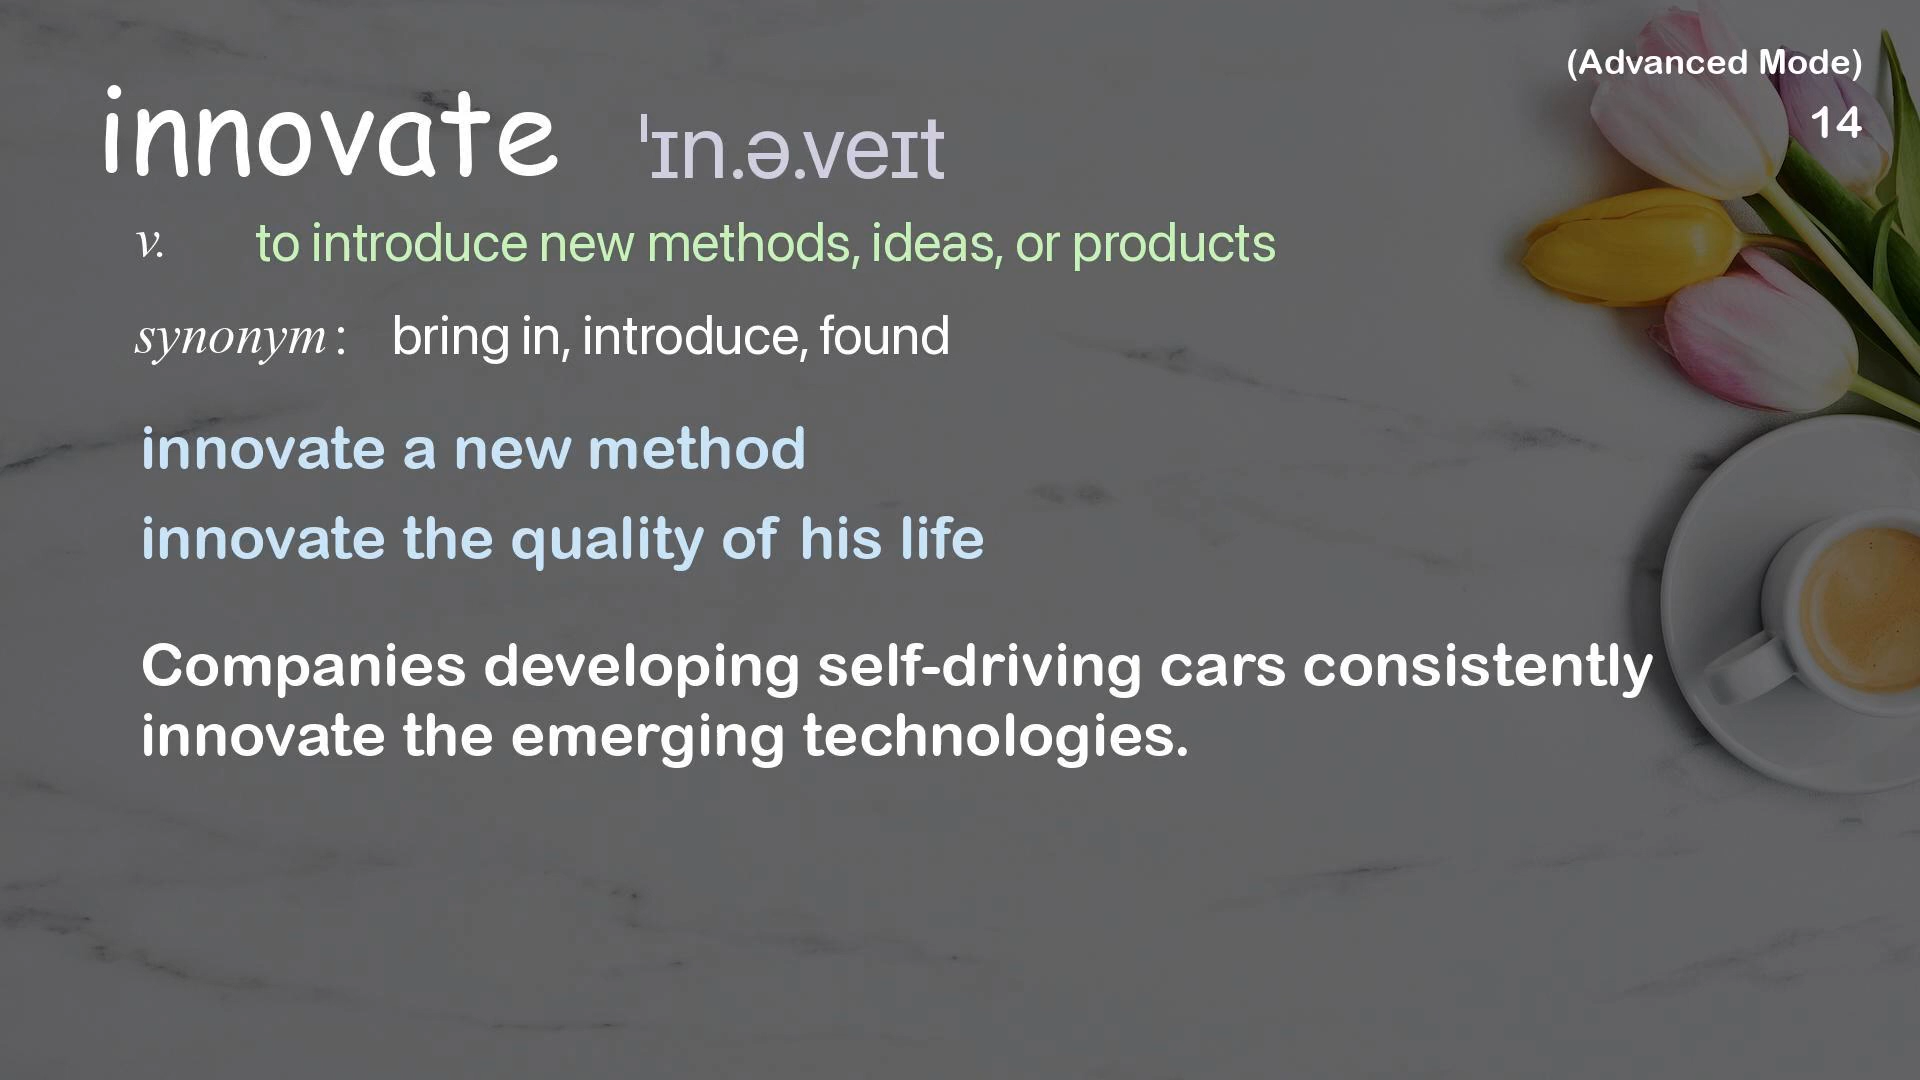 (Advanced Mode)
14
innovate ˈɪn.ə.veɪt
v. to introduce new methods, ideas, or products
synonym: bring in, introduce, found
innovate a new method
innovate the quality of his life
Companies developing self-driving cars consistently
innovate the emerging technologies.